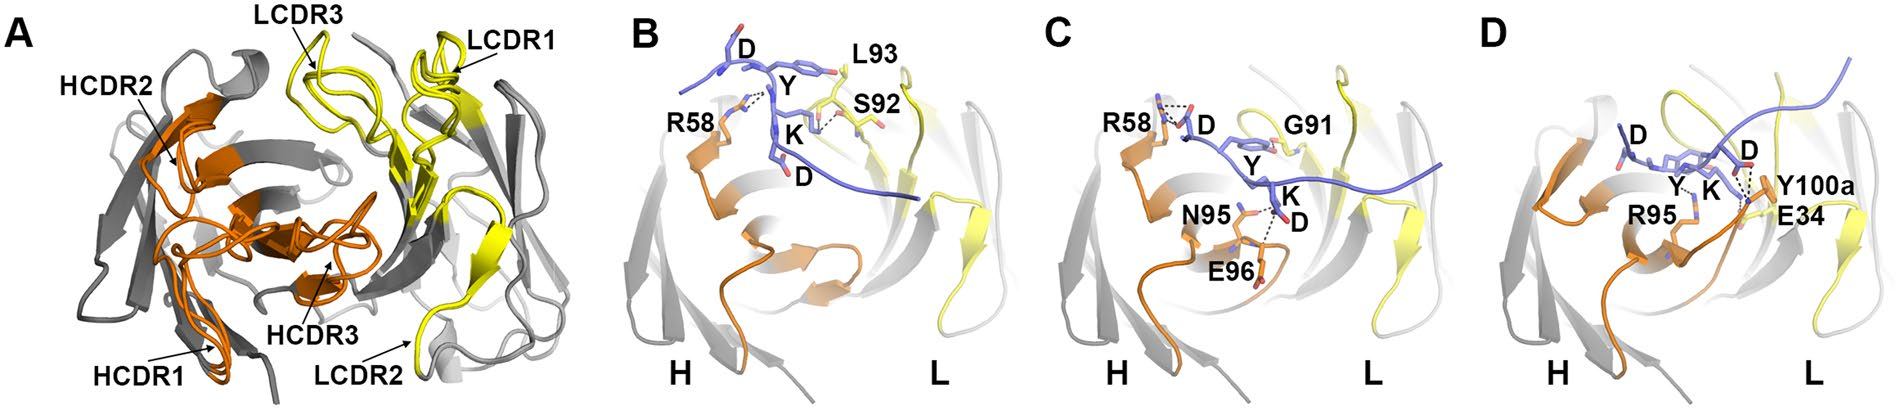 A
LCDR3
LCDR1
HCDR2
HCDR3
HCDR1
LCDR2
B
D
L93
Y
S92
R58
K
D
H
L
C
R58
D
G91
Y
K
N95
D
E96
H
L
D
D
D
Y
K
Y100a
R95
E34
H
L